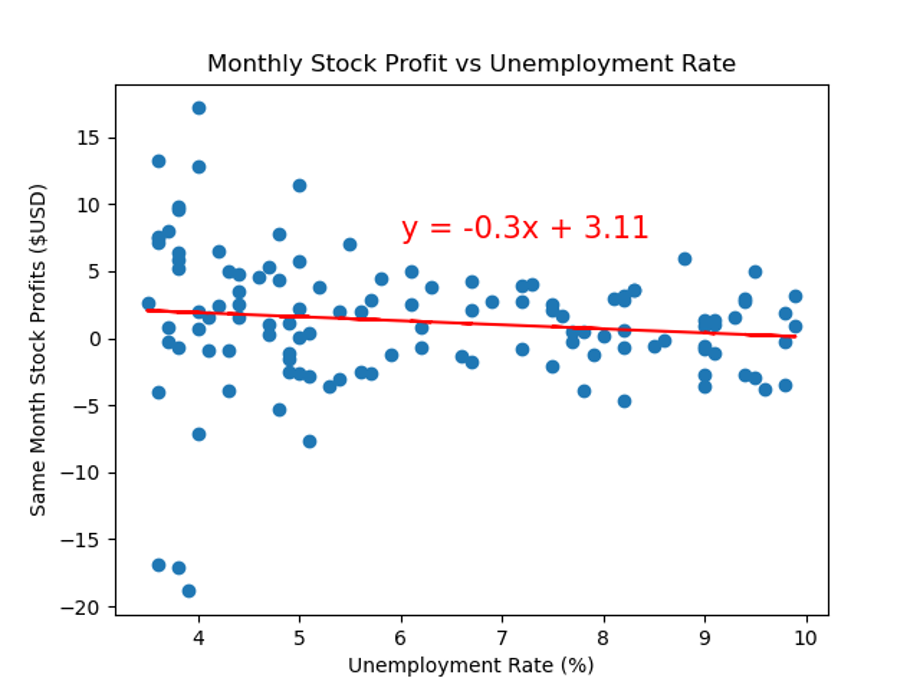 Monthly Stock Profit vs Unemployment Rate
Same Month Stock Profits ($USD)
15
10
5
0
−5
−10
−15
−20
y = -0.3x + 3.11
4 5 6 7 8 9 10
Unemployment Rate (%)